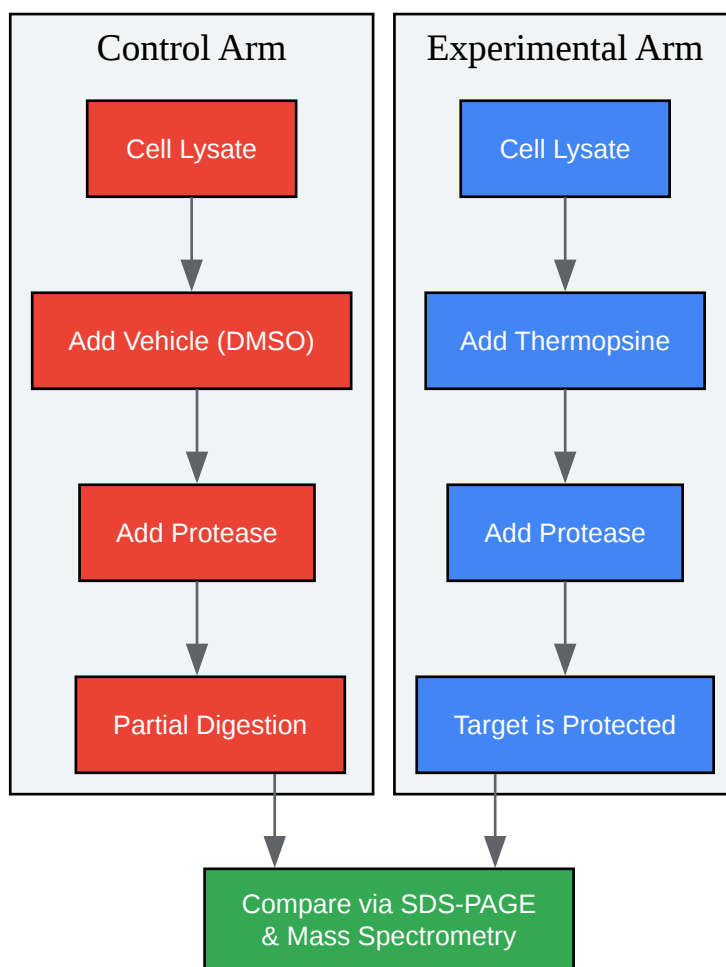 Control Arm
Cell Lysate
Add Vehicle (DMSO)
Add Protease
Partial Digestion
Experimental Arm
Cell Lysate
Add Thermopsine
Add Protease
Target is Protected
Compare via SDS-PAGE
& Mass Spectrometry